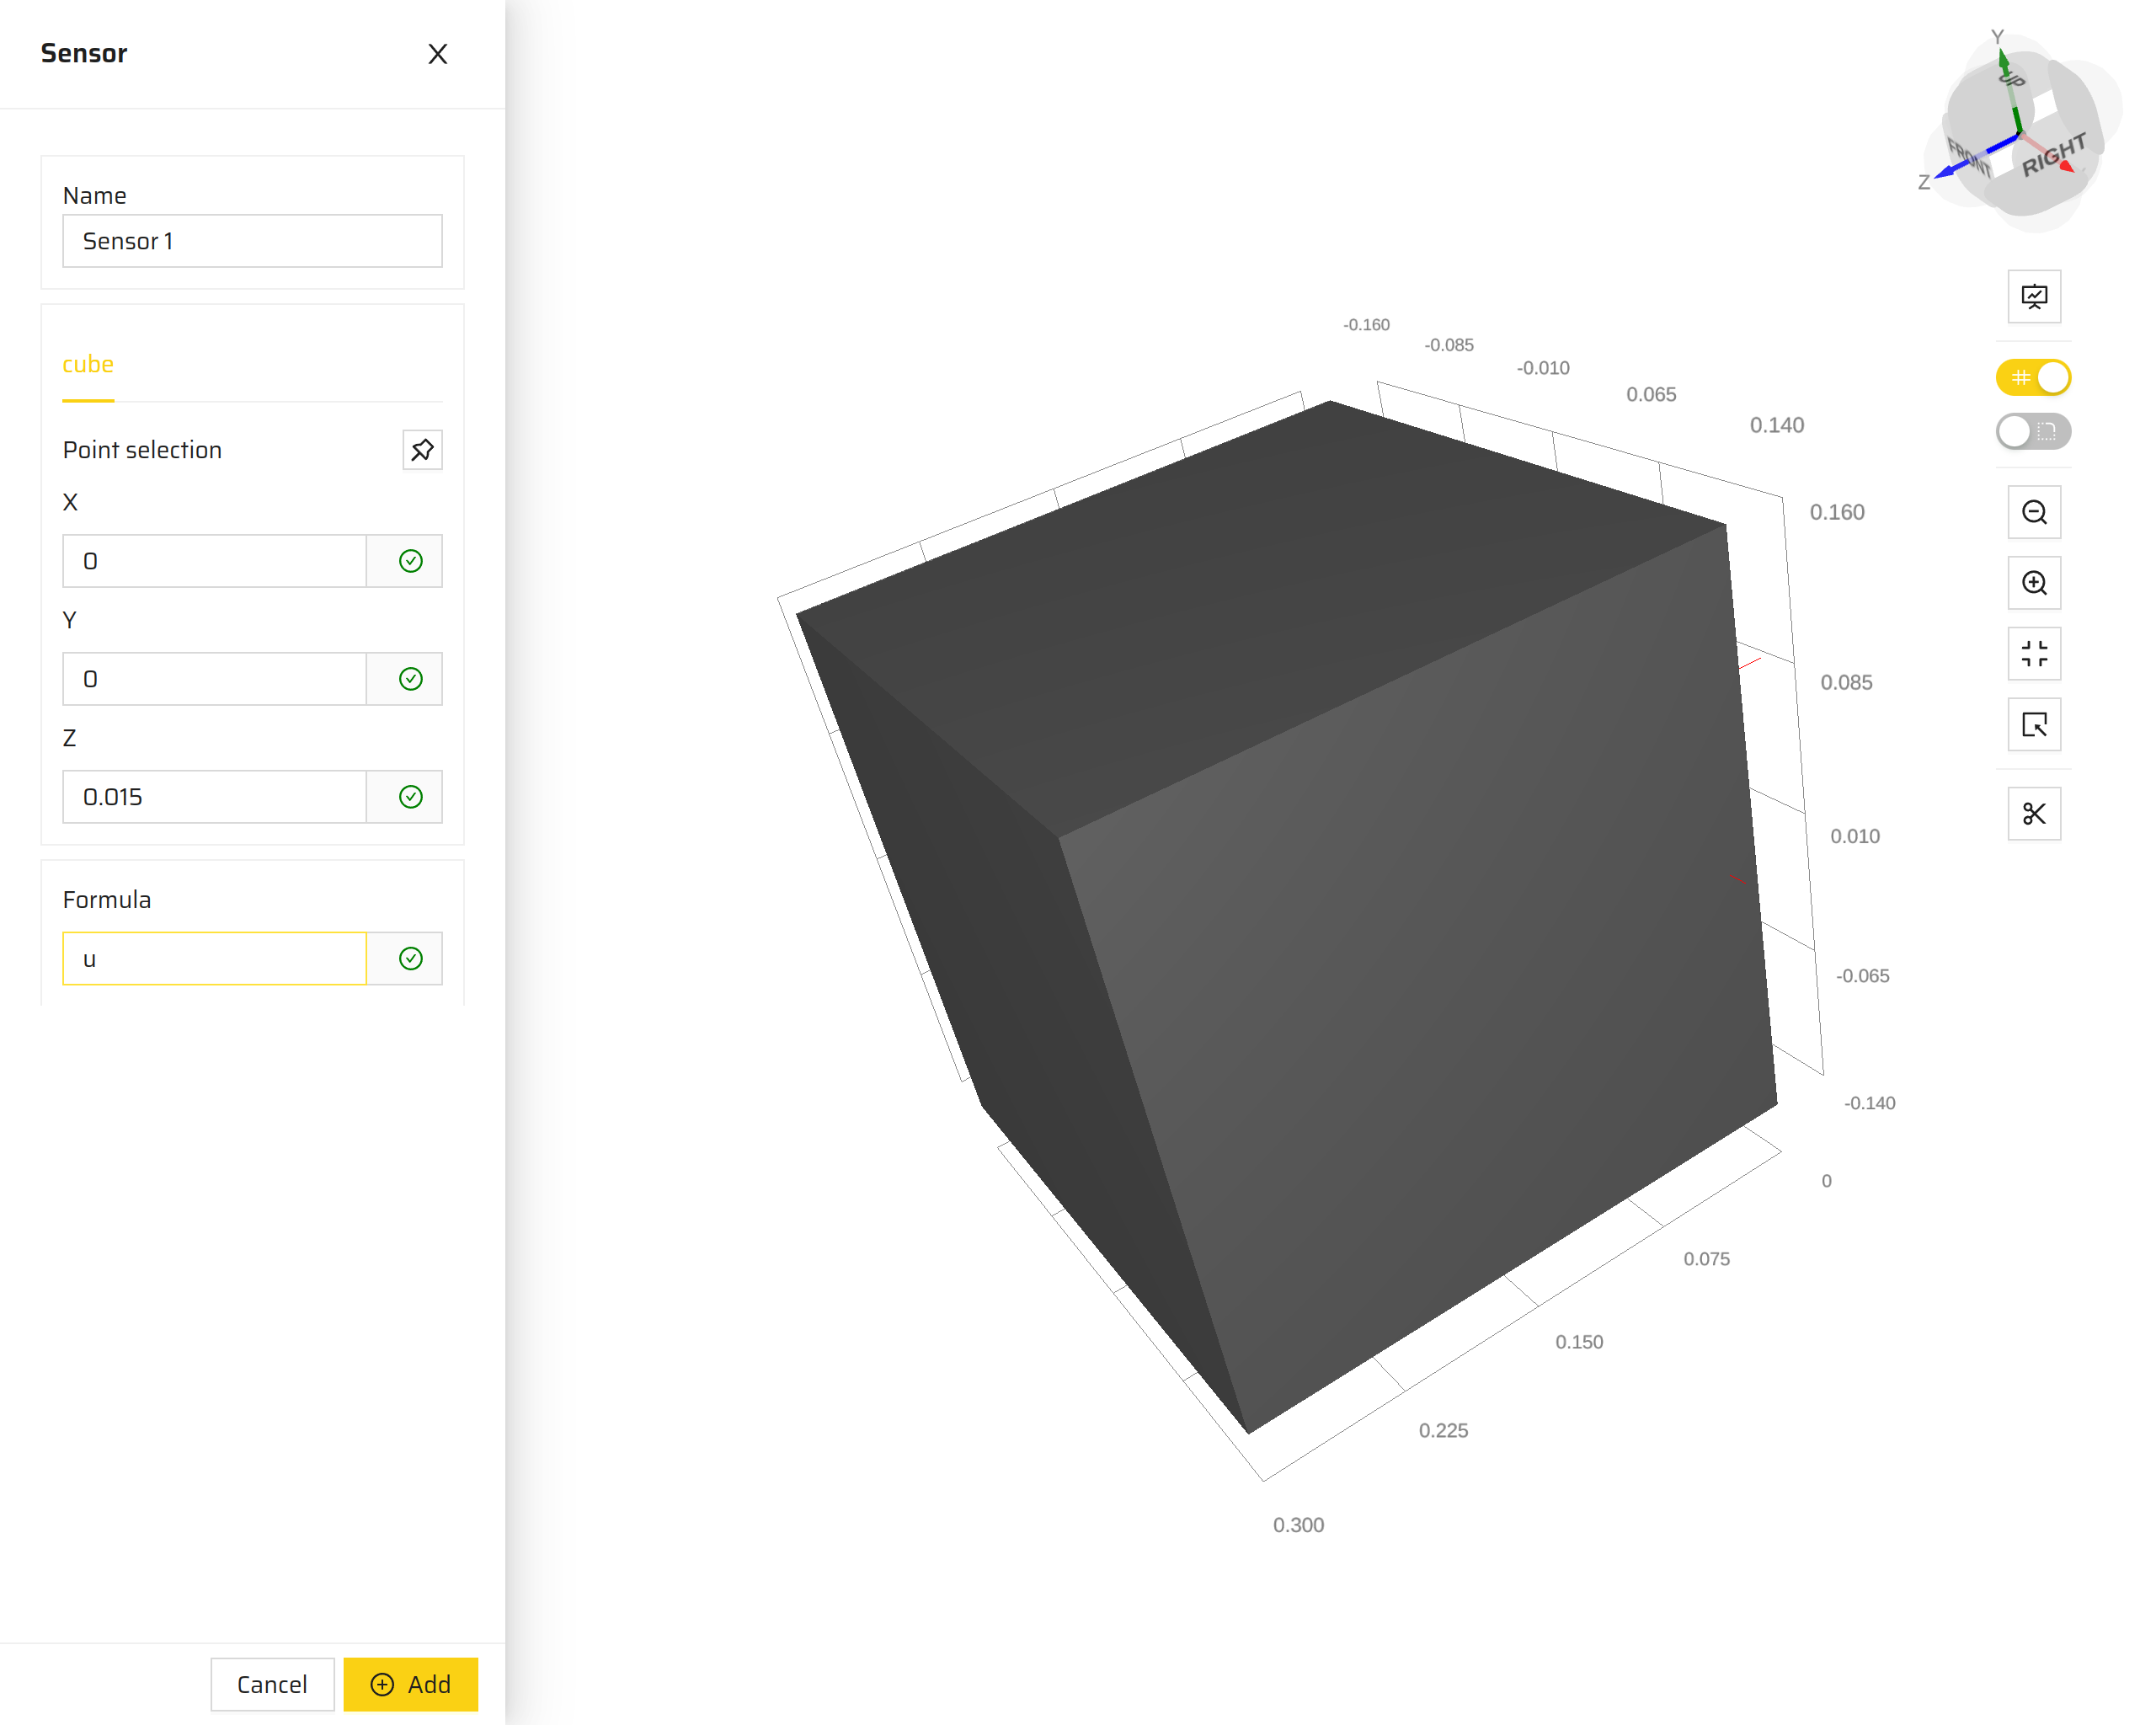 Sensor
Name
Sensor 1
cube
Point selection
X
0
Y
0
Z
0.015
Formula
u
Cancel
Add
Y
UP
FRONT
RIGHT
Z
-0.160
-0.085
-0.010
0.065
0.140
0.160
0.085
0.010
-0.065
-0.140
0
0.075
0.150
0.225
0.300